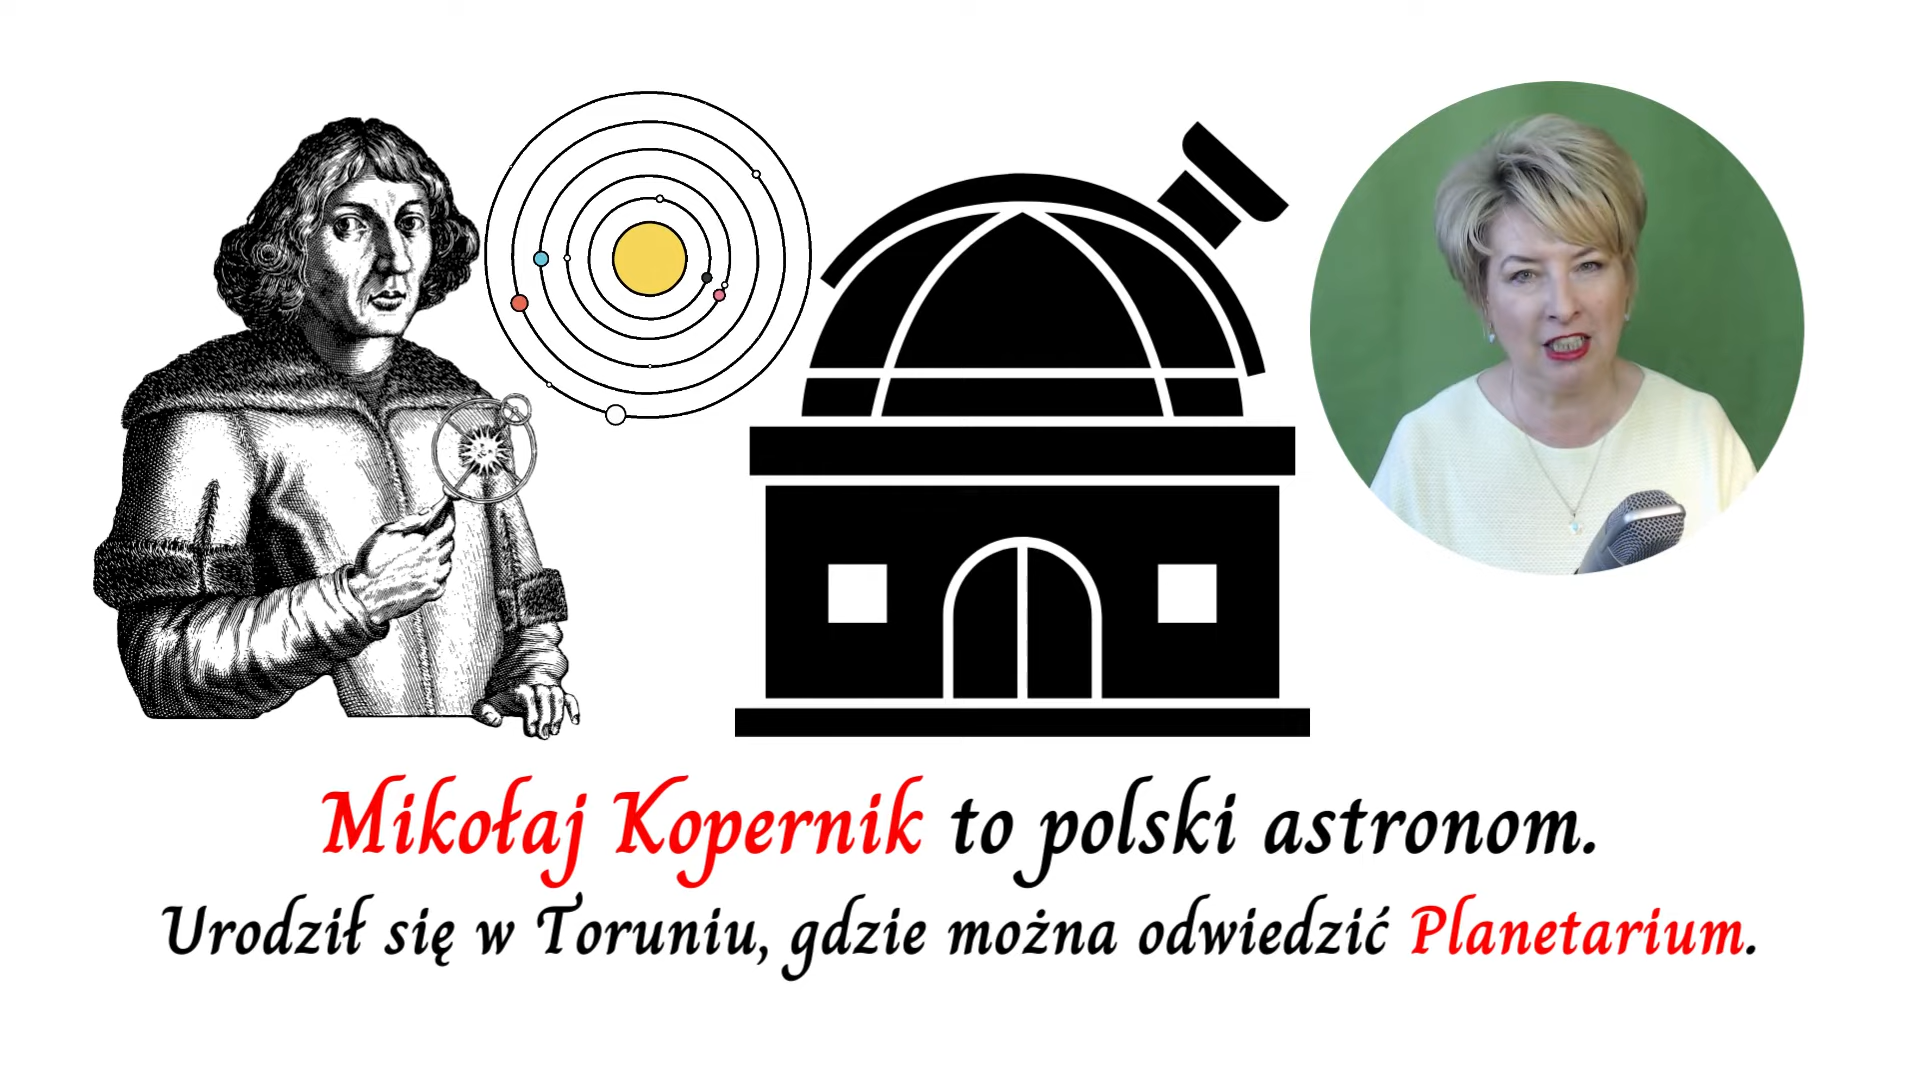 Mikołaj Kopernik to polski astronom.
Urodził się w Toruniu, gdzie można odwiedzić Planetarium.